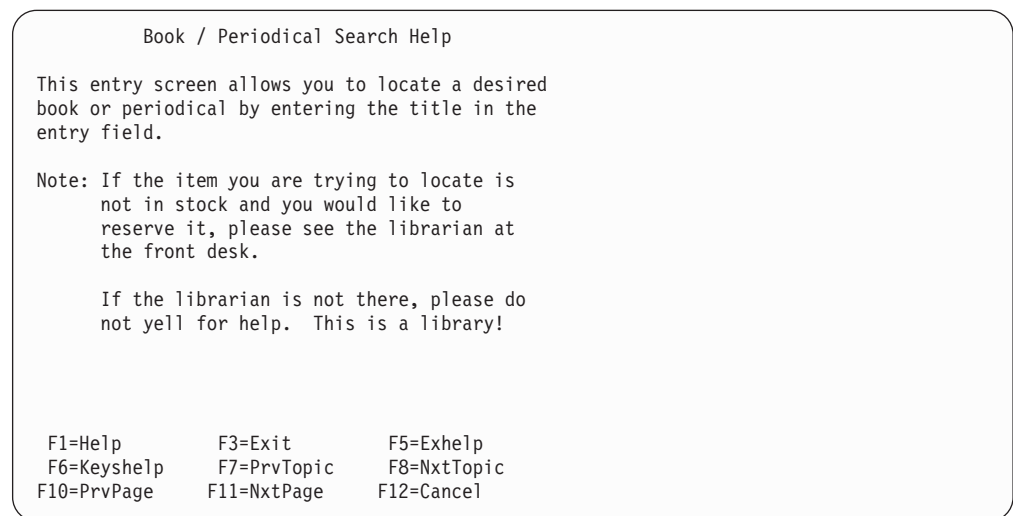 Book / Periodical Search Help
This entry screen allows you to locate a desired
book or periodical by entering the title in the
entry field.
Note: If the item you are trying to locate is
not in stock and you would like to
reserve it, please see the librarian at
the front desk.
If the librarian is not there, please do
not yell for help.  This is a library!
F1=Help F3=Exit F5=Exhelp
F6=Keyshelp F7=PrvTopic F8=NxtTopic
F10=PrvPage F11=NxtPage F12=Cancel